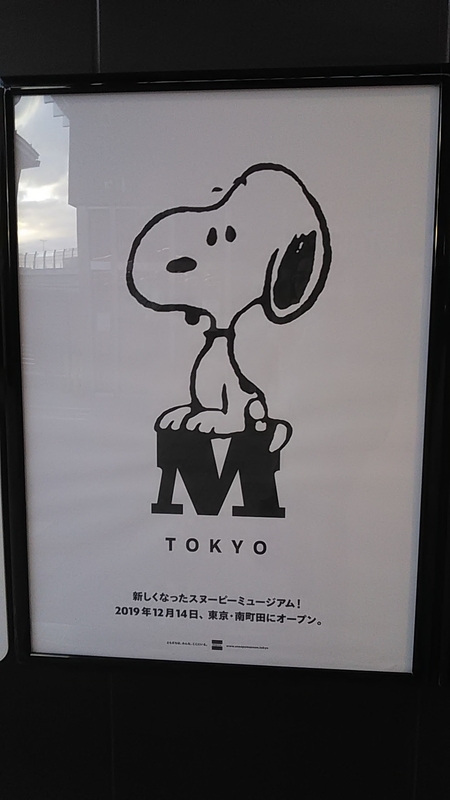 M
TOKYO
新しくなったスヌーピーミュージアム！
2019年12月14日、東京・南町田にオープン。